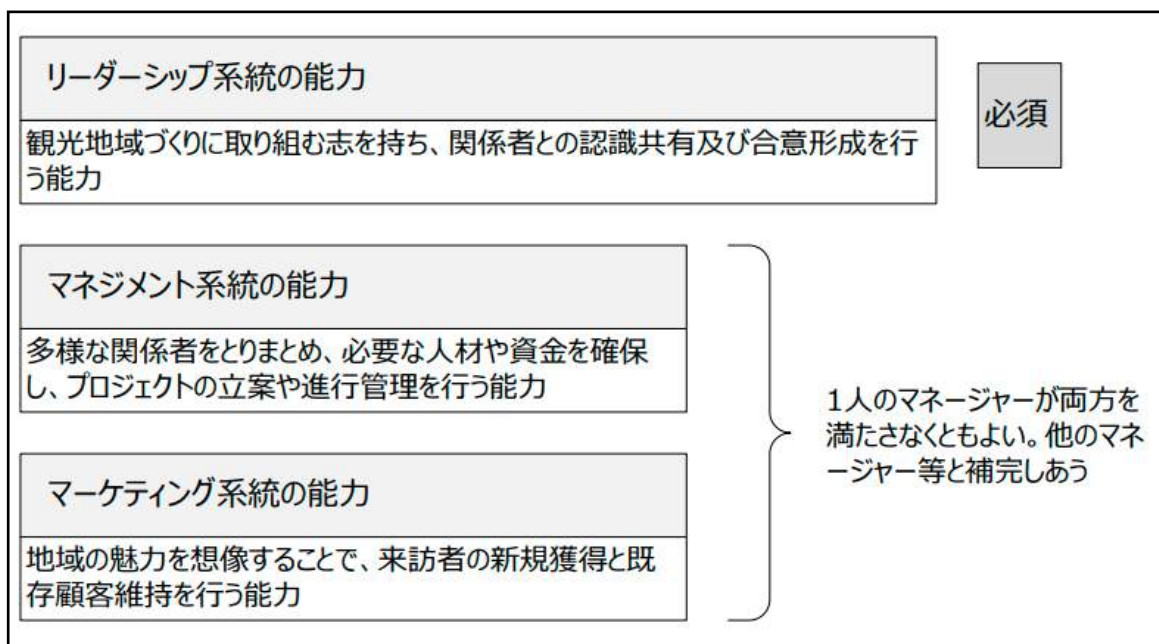 リーダーシップ系統の能力
必須
観光地域づくりに取り組む志を持ち、関係者との認識共有及び合意形成を行
う能力
マネジメント系統の能力
多様な関係者をとりまとめ、必要な人材や資金を確保
し、プロジェクトの立案や進行管理を行う能力
1人のマネージャーが両方を
満たさなくともよい。他のマネ
ージャー等と補完しあう
マーケティング系統の能力
地域の魅力を想像することで、来訪者の新規獲得と既
存顧客維持を行う能力